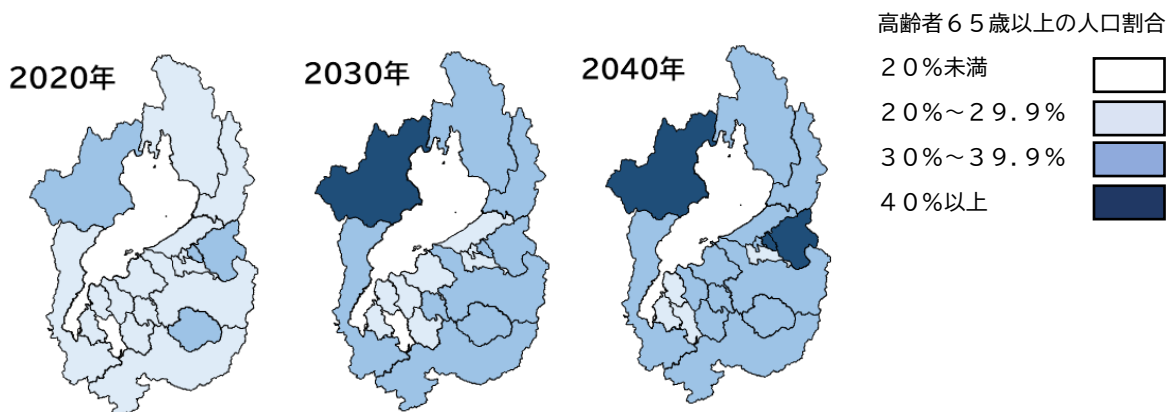 高齢者６５歳以上の人口割合
2020年
2030年
2040年
２０％未満
２０％～２９.９％
３０％～３９.９％
４０％以上